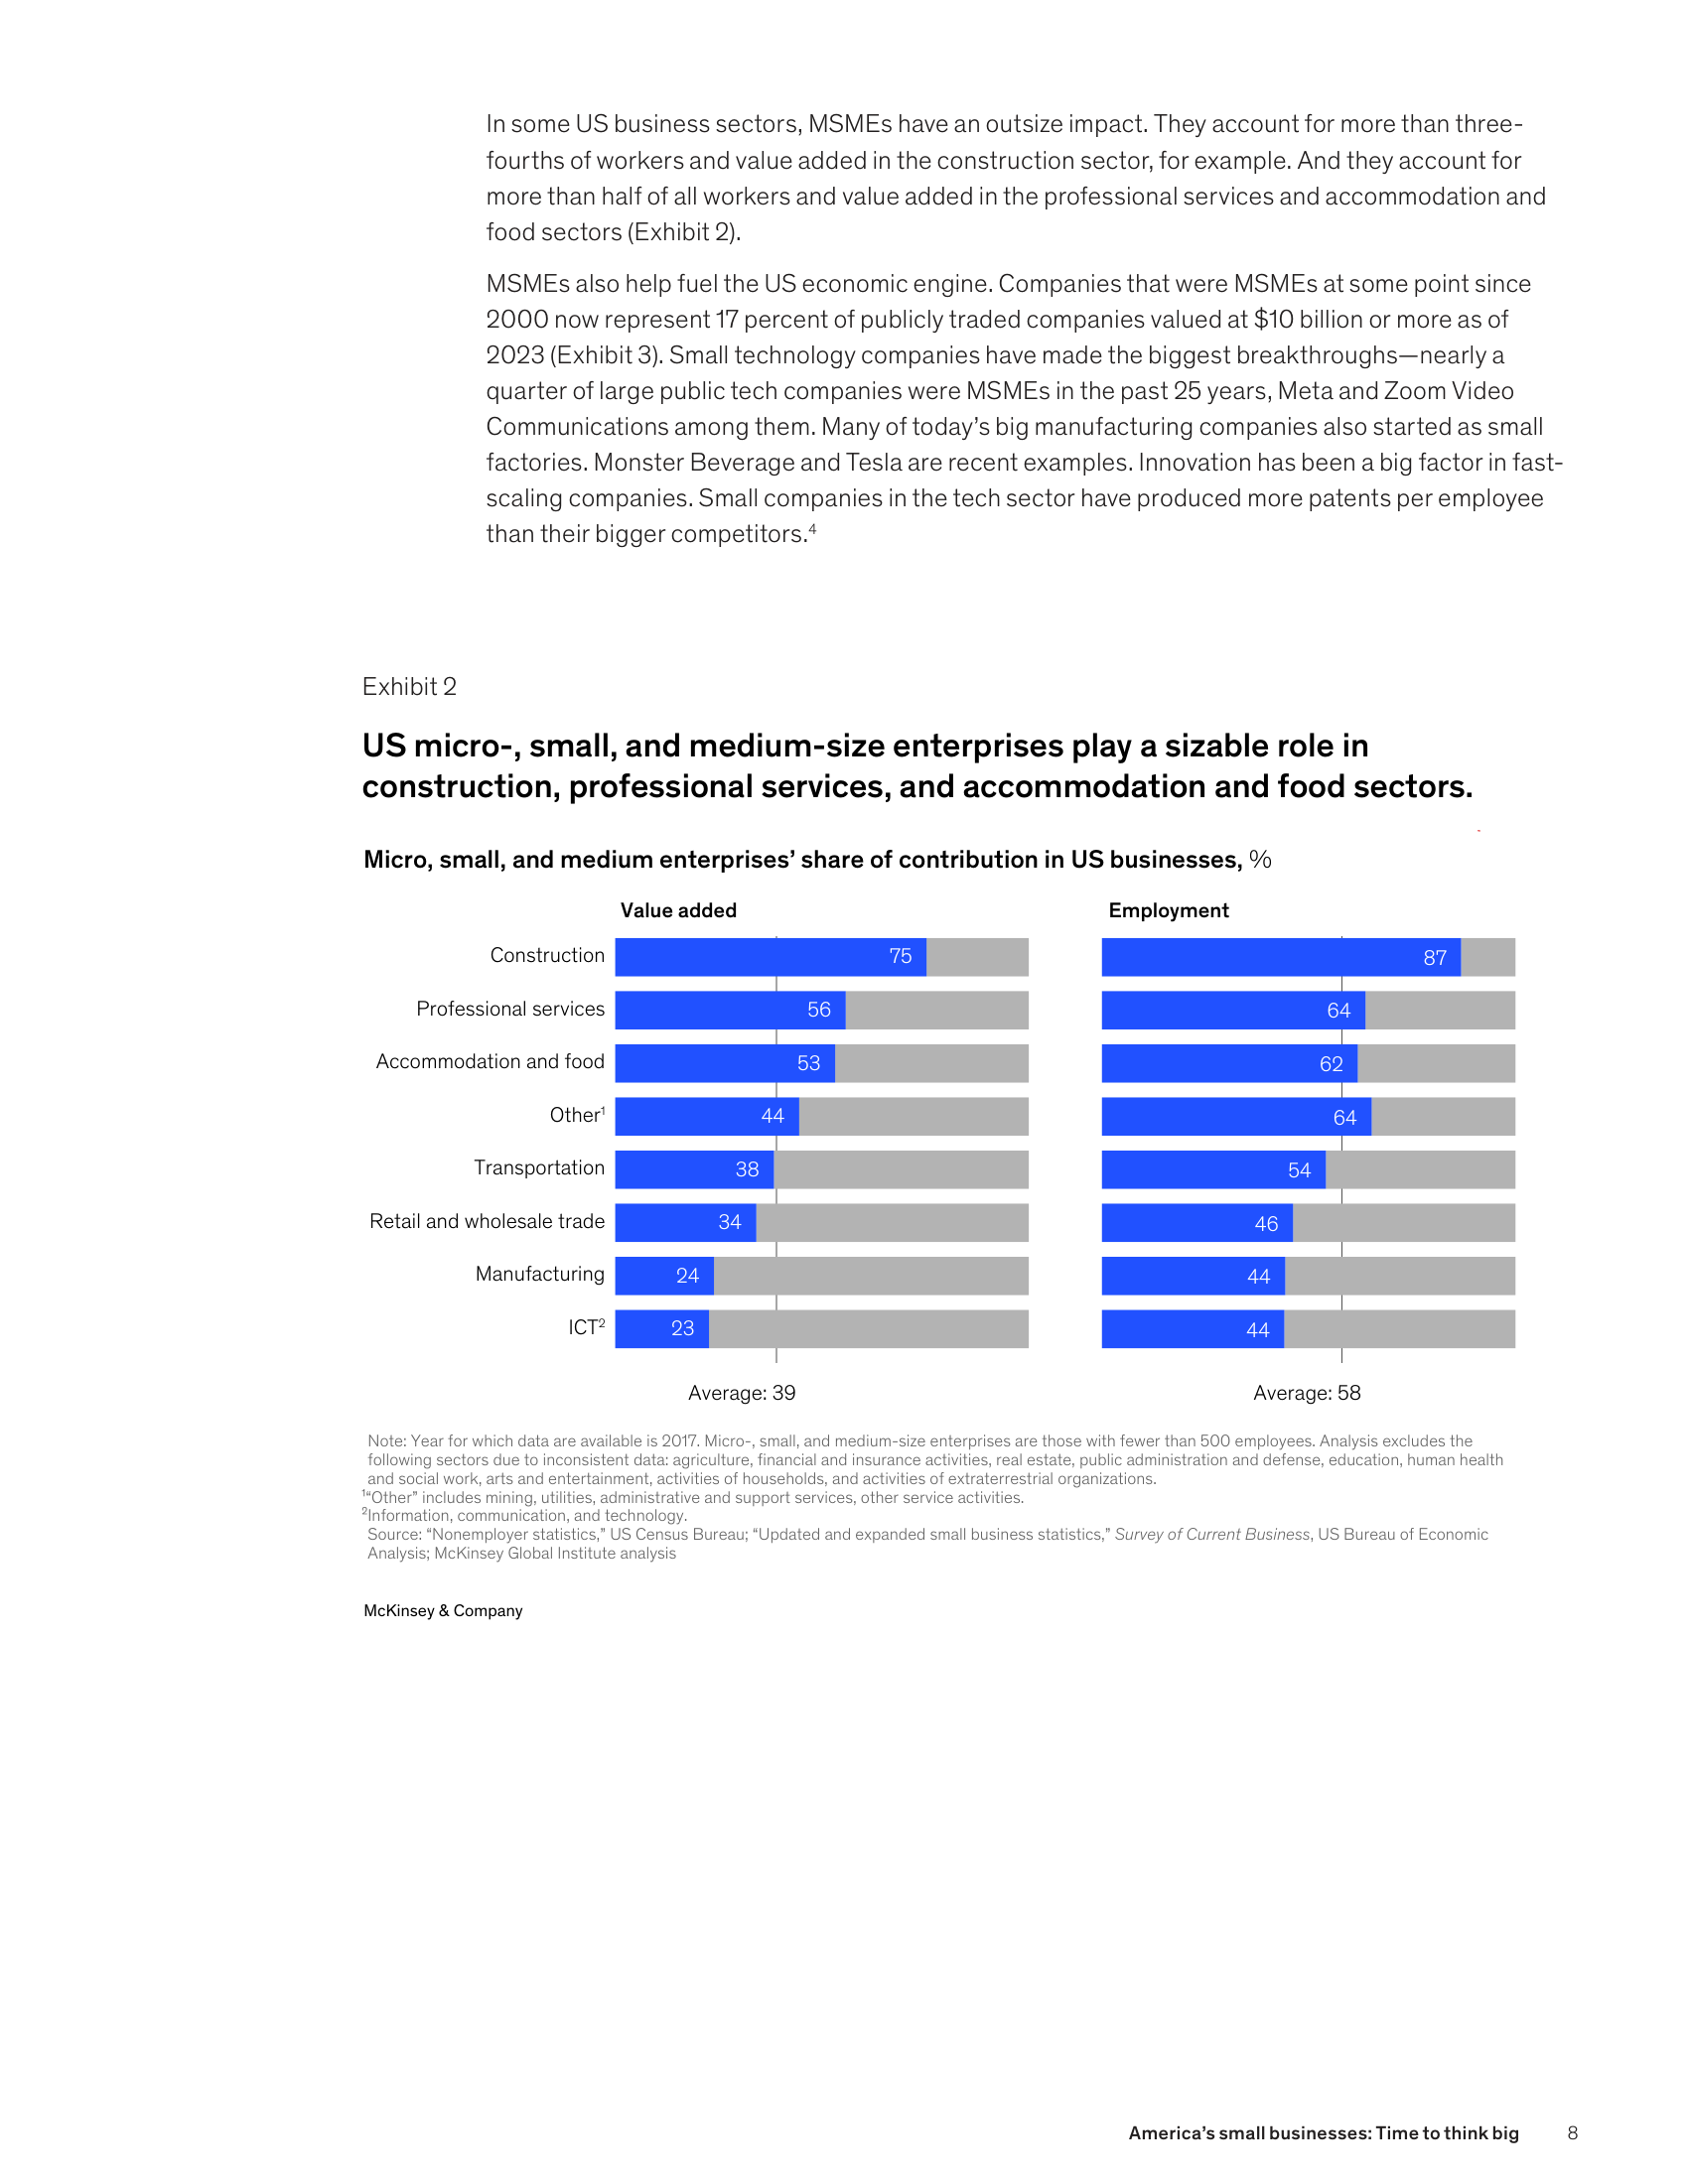 In some US business sectors, MSMEs have an outsize impact. They account for more than three-
fourths of workers and value added in the construction sector, for example. And they account for
more than half of all workers and value added in the professional services and accommodation and
food sectors (Exhibit 2).
MSMEs also help fuel the US economic engine. Companies that were MSMEs at some point since
2000 now represent 17 percent of publicly traded companies valued at $10 billion or more as of
2023 (Exhibit 3). Small technology companies have made the biggest breakthroughs—nearly a
quarter of large public tech companies were MSMEs in the past 25 years, Meta and Zoom Video
Communications among them. Many of today’s big manufacturing companies also started as small
factories. Monster Beverage and Tesla are recent examples. Innovation has been a big factor in fast-
scaling companies. Small companies in the tech sector have produced more patents per employee
than their bigger competitors.⁴
Exhibit 2
US micro-, small, and medium-size enterprises play a sizable role in
construction, professional services, and accommodation and food sectors.
Micro, small, and medium enterprises’ share of contribution in US businesses, %
Value added Employment
Construction 75 87
Professional services 56 64
Accommodation and food 53 62
Other¹ 44 64
Transportation 38 54
Retail and wholesale trade 34 46
Manufacturing 24 44
ICT² 23 44
Average: 39 Average: 58
Note: Year for which data are available is 2017. Micro-, small, and medium-size enterprises are those with fewer than 500 employees. Analysis excludes the
following sectors due to inconsistent data: agriculture, financial and insurance activities, real estate, public administration and defense, education, human health
and social work, arts and entertainment, activities of households, and activities of extraterrestrial organizations.
¹“Other” includes mining, utilities, administrative and support services, other service activities.
²Information, communication, and technology.
Source: “Nonemployer statistics,” US Census Bureau; “Updated and expanded small business statistics,” Survey of Current Business, US Bureau of Economic
Analysis; McKinsey Global Institute analysis
McKinsey & Company
America’s small businesses: Time to think big 8